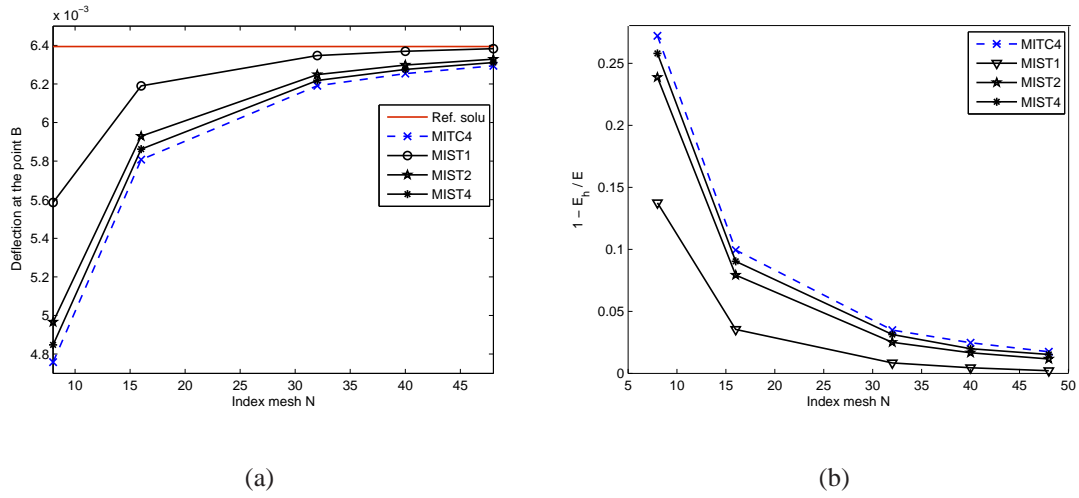 x 10⁻³
6.4
6.2
6
5.8
5.6
5.4
5.2
5
4.8
10
15
20
25
30
35
40
45
Index mesh N
Deflection at the point B
Ref. solu
MITC4
MIST1
MIST2
MIST4
(a)
0.25
0.2
0.15
0.1
0.05
0
5
10
15
20
25
30
35
40
45
50
Index mesh N
1 − E_h / E
MITC4
MIST1
MIST2
MIST4
(b)